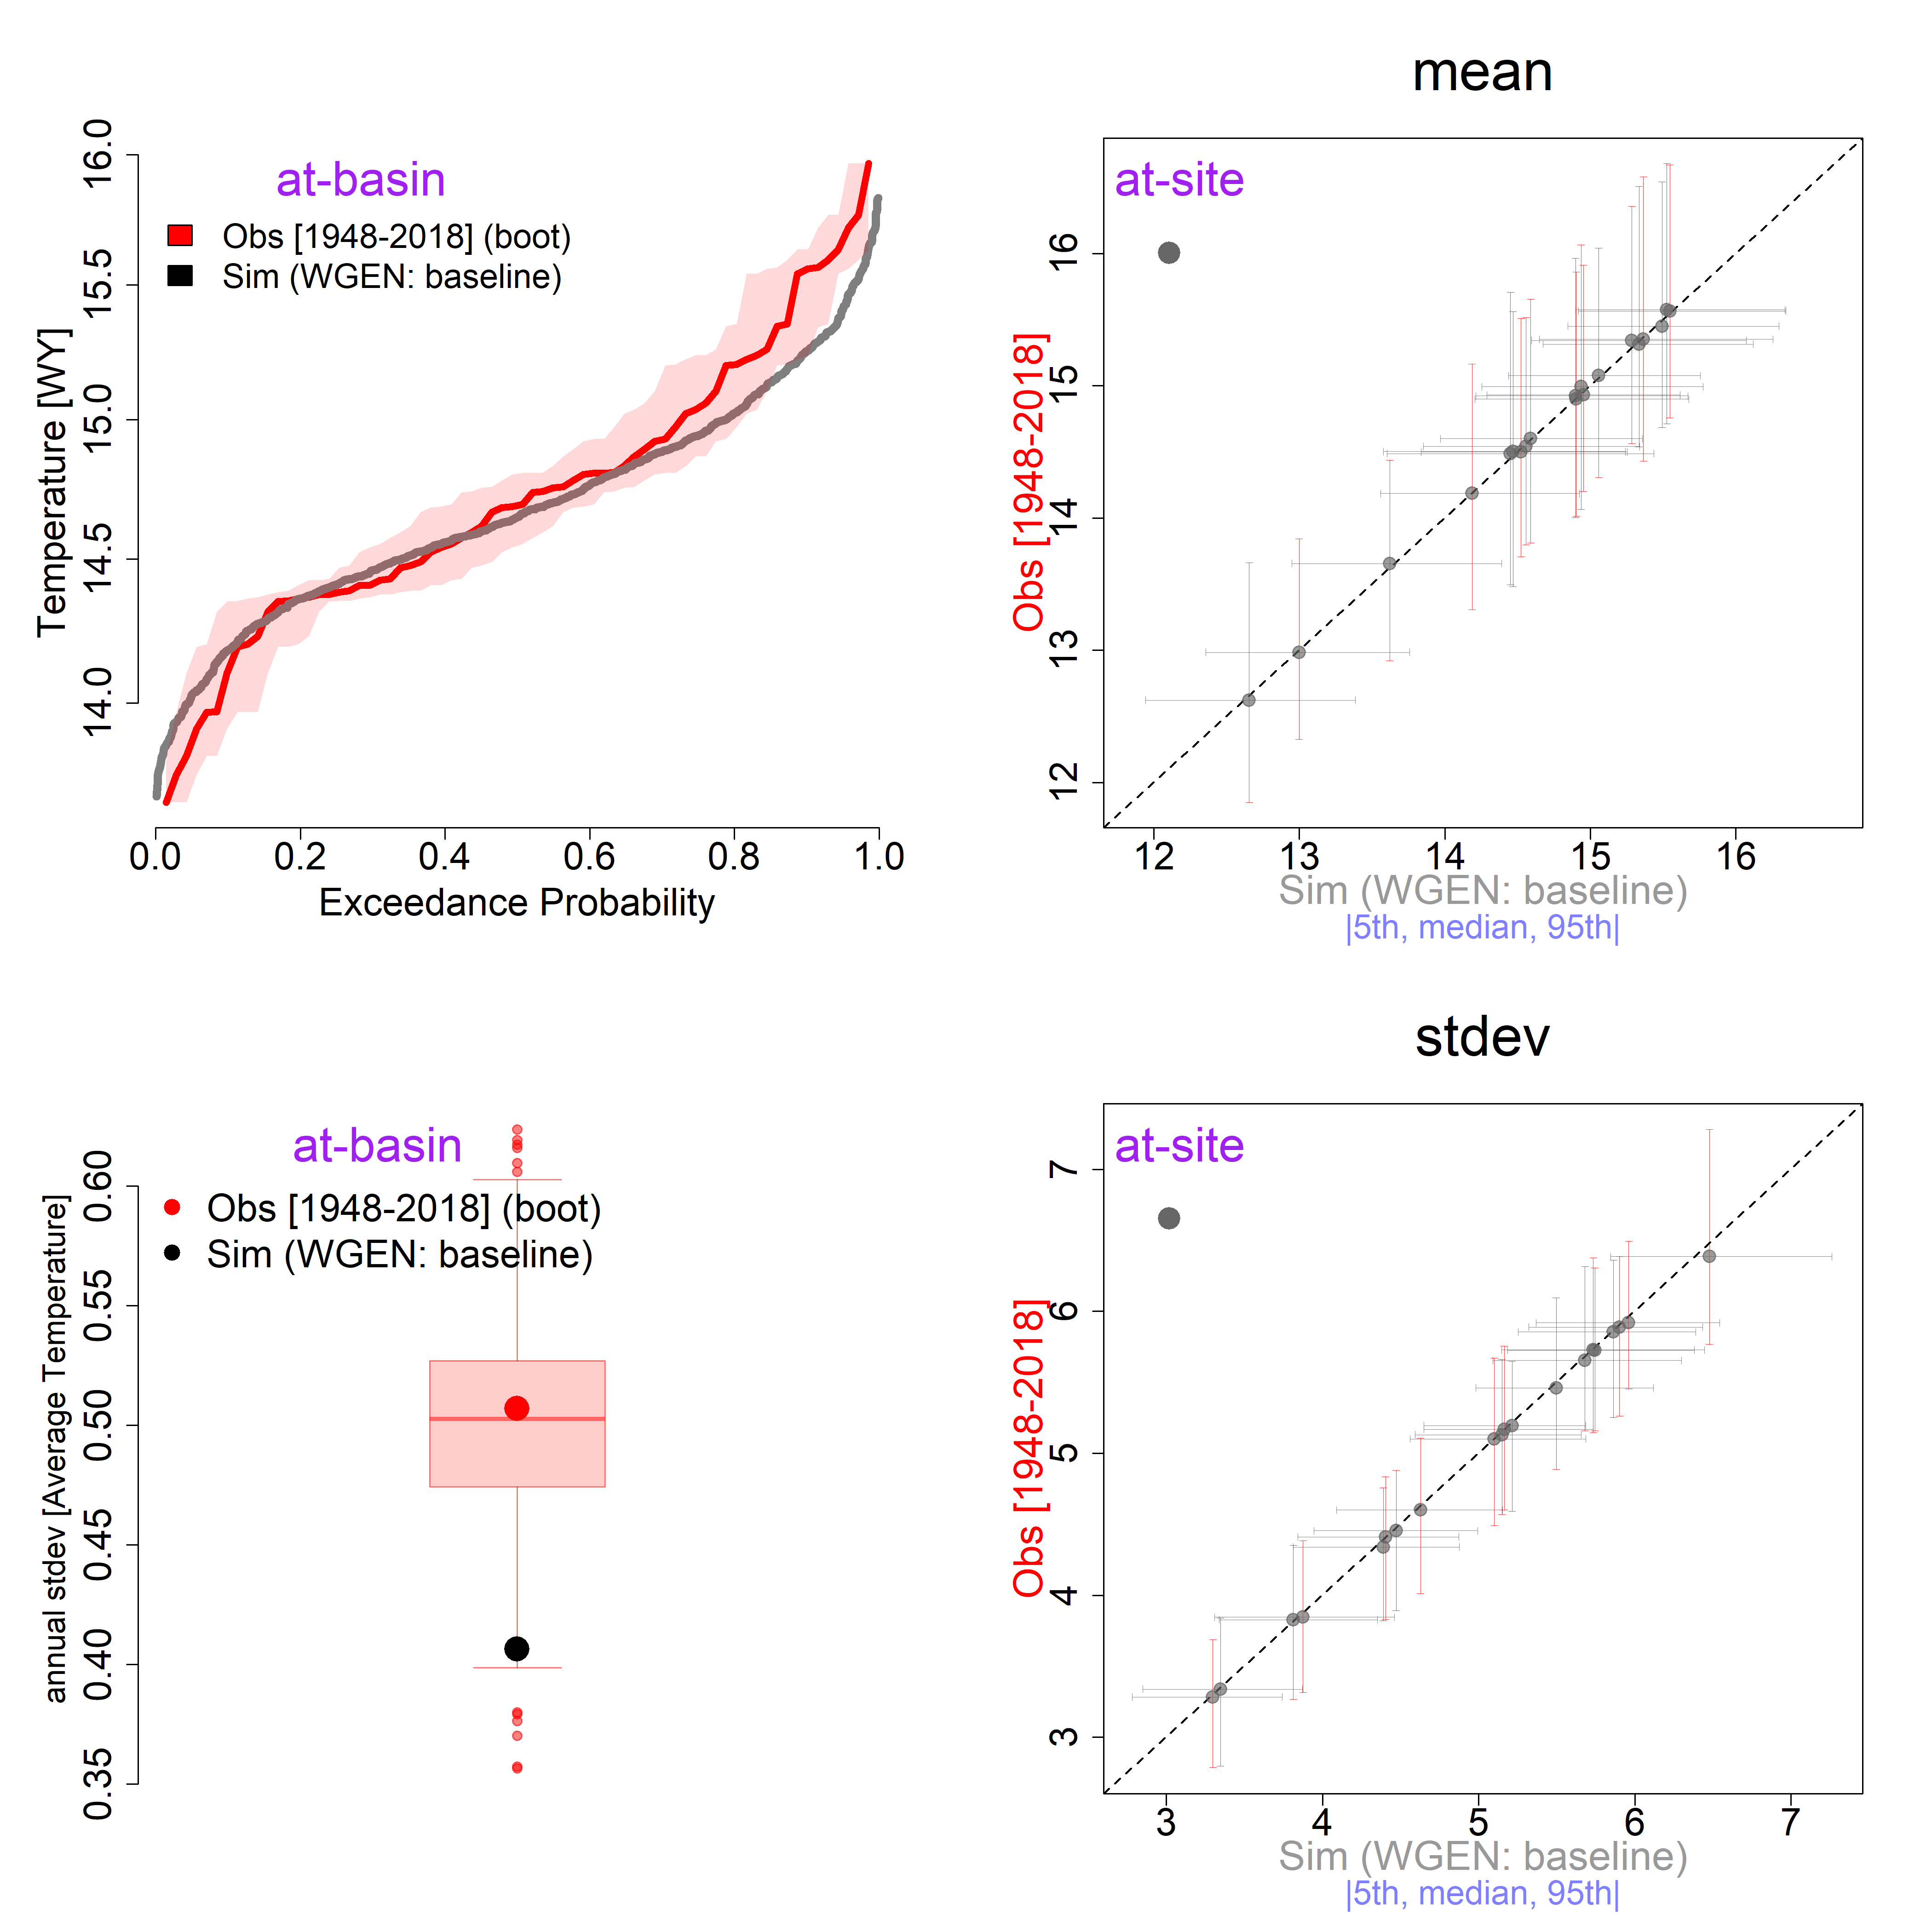 at-basin
Obs [1948-2018] (boot)
Sim (WGEN: baseline)
Temperature [WY]
16.0
15.5
15.0
14.5
14.0
0.0 0.2 0.4 0.6 0.8 1.0
Exceedance Probability
mean
at-site
Obs [1948-2018]
16
15
14
13
12
12 13 14 15 16
Sim (WGEN: baseline)
|5th, median, 95th|
at-basin
Obs [1948-2018] (boot)
Sim (WGEN: baseline)
annual stdev [Average Temperature]
0.60
0.55
0.50
0.45
0.40
0.35
stdev
at-site
Obs [1948-2018]
7
6
5
4
3
3 4 5 6 7
Sim (WGEN: baseline)
|5th, median, 95th|